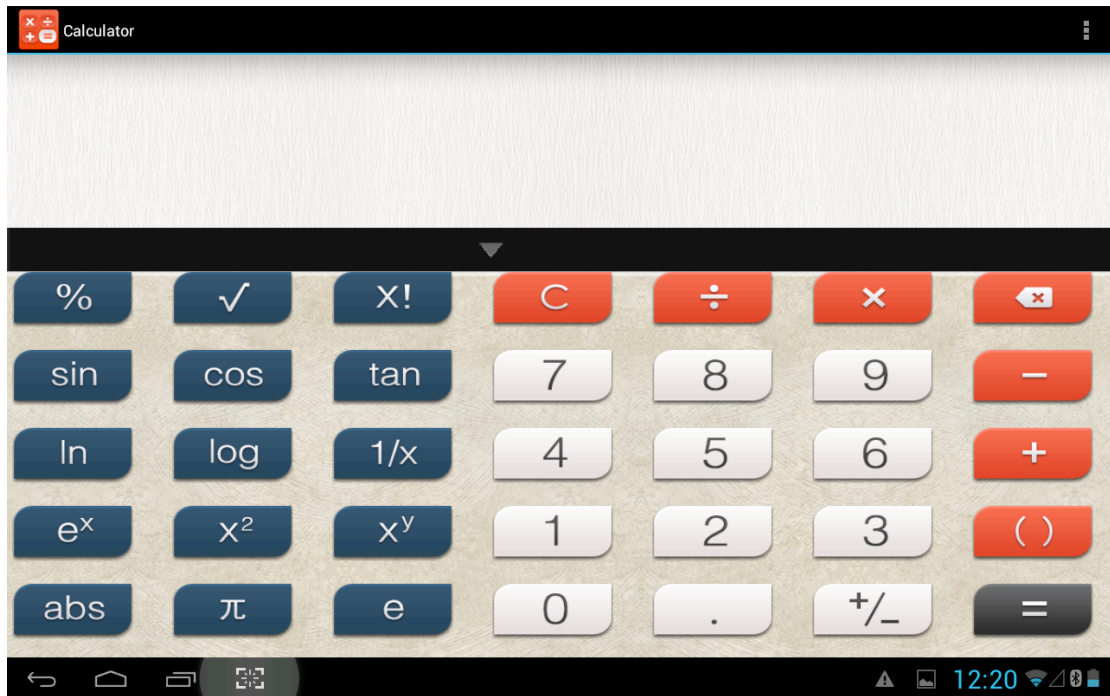 Calculator
% √ X! C ÷ ×
sin cos tan 7 8 9 −
ln log 1/x 4 5 6 +
eˣ x² xʸ 1 2 3 ( )
abs π e 0 . +/− =
12:20